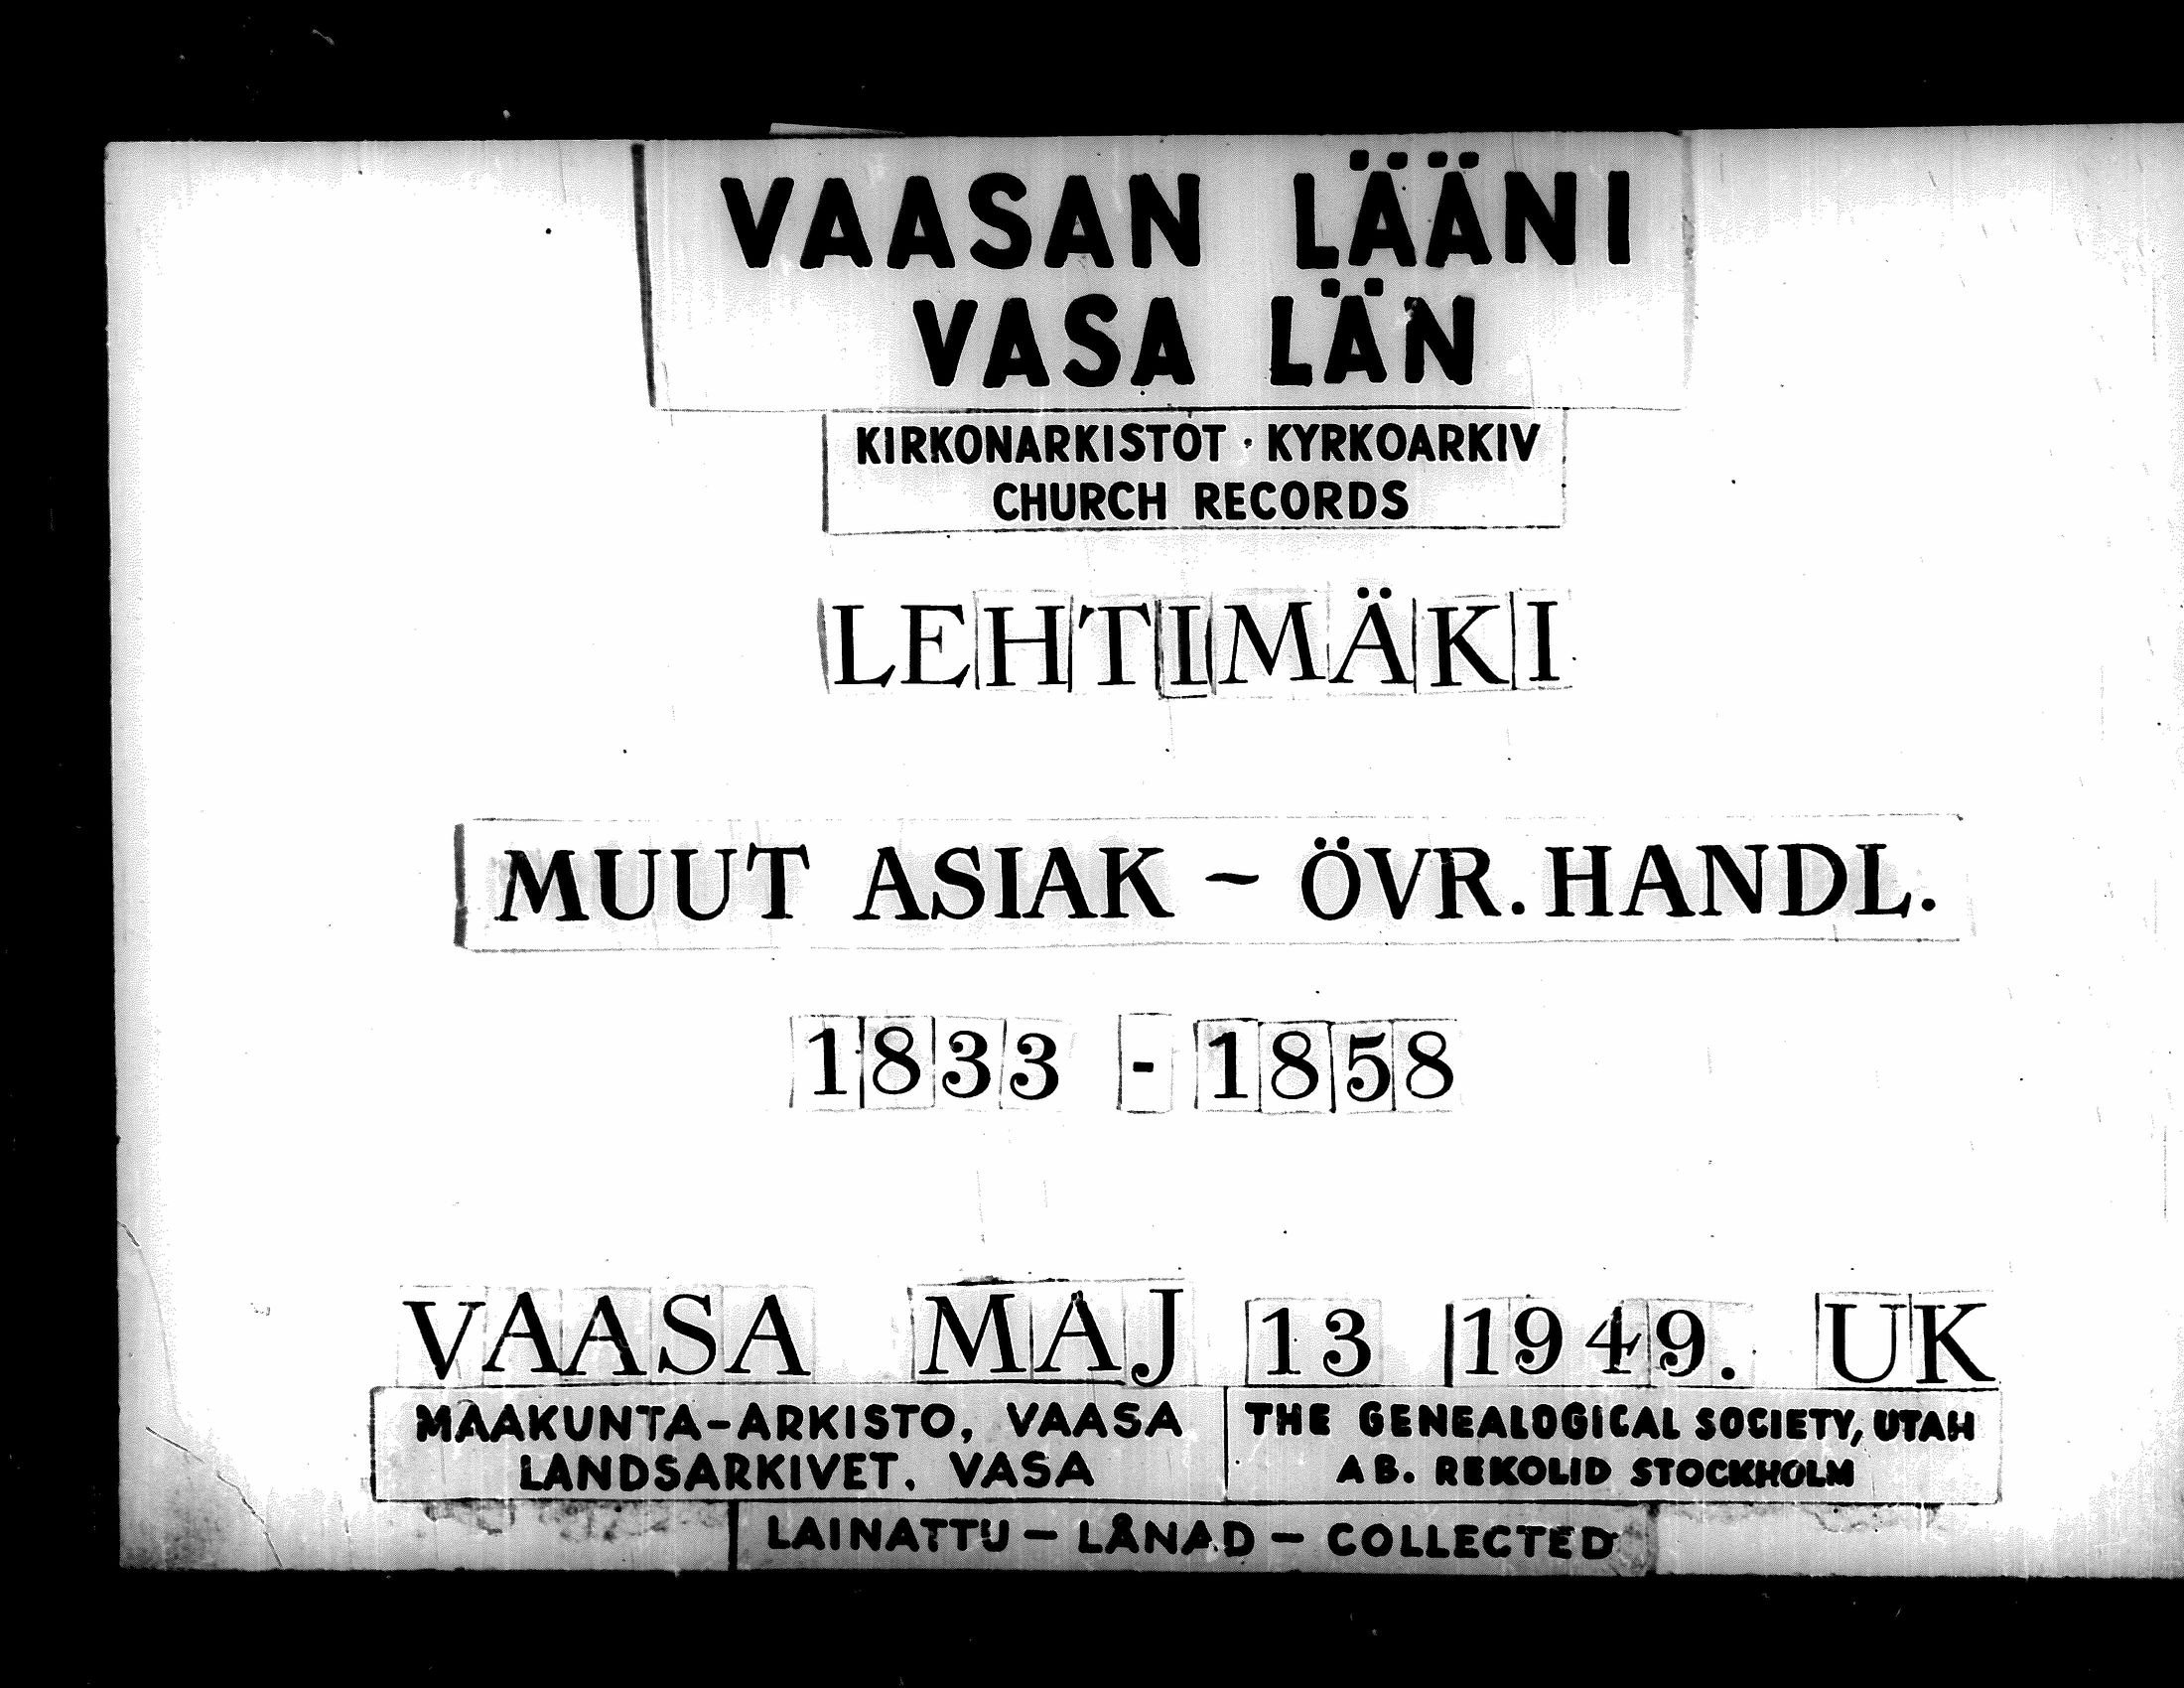 VAASAN LÄÄNI
VASA LÄN
KIRKONARKISTOT · KYRKOARKIV
CHURCH RECORDS
LEHTIMÄKI
MUUT ASIAK - ÖVR. HANDL.
1833 - 1858
VAASA MAJ 13 1949. UK
MAAKUNTA-ARKISTO, VAASA
LANDSARKIVET, VASA
THE GENEALOGICAL SOCIETY, UTAH
AB. REKOLID STOCKHOLM
LAINATTU - LÅNAD - COLLECTED